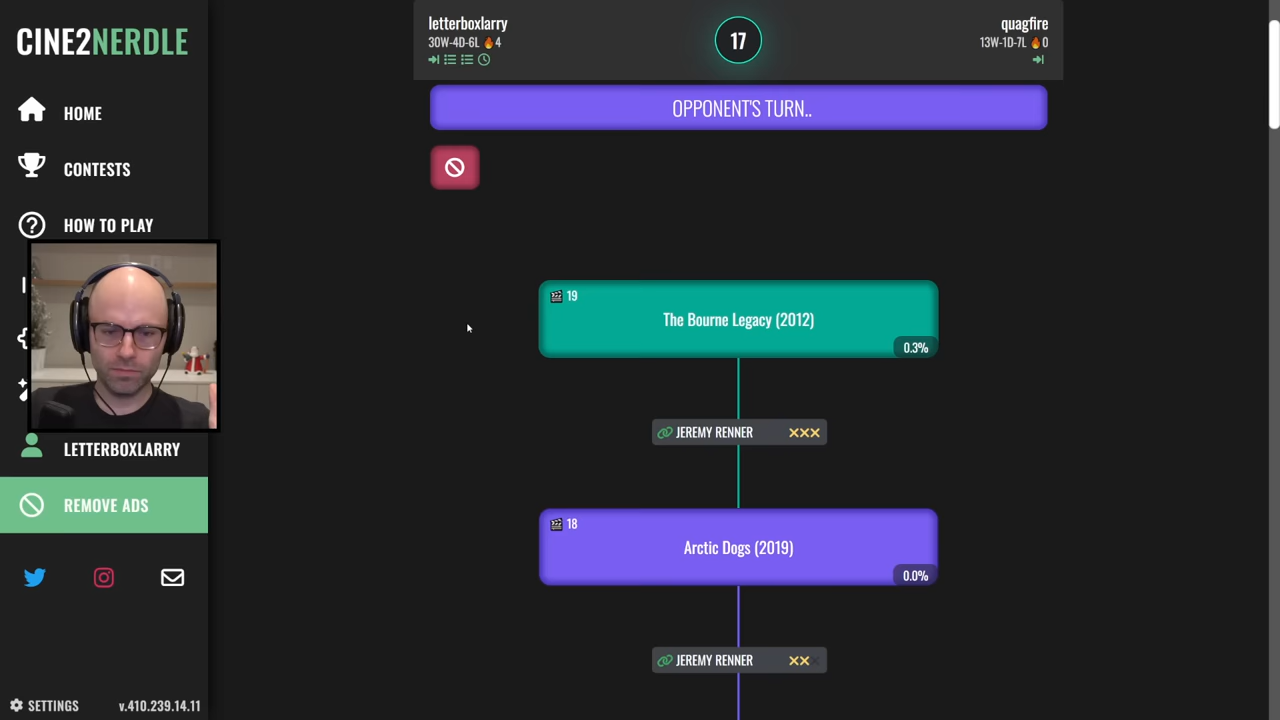 CINE2NERDLE
HOME
CONTESTS
HOW TO PLAY
LETTERBOXLARRY
REMOVE ADS
SETTINGS
v.410.239.14.11
letterboxlarry
30W-4D-6L 🔥4
17
quagfire
13W-1D-7L 🔥0
OPPONENT'S TURN..
19
The Bourne Legacy (2012)
0.3%
JEREMY RENNER
18
Arctic Dogs (2019)
0.0%
JEREMY RENNER